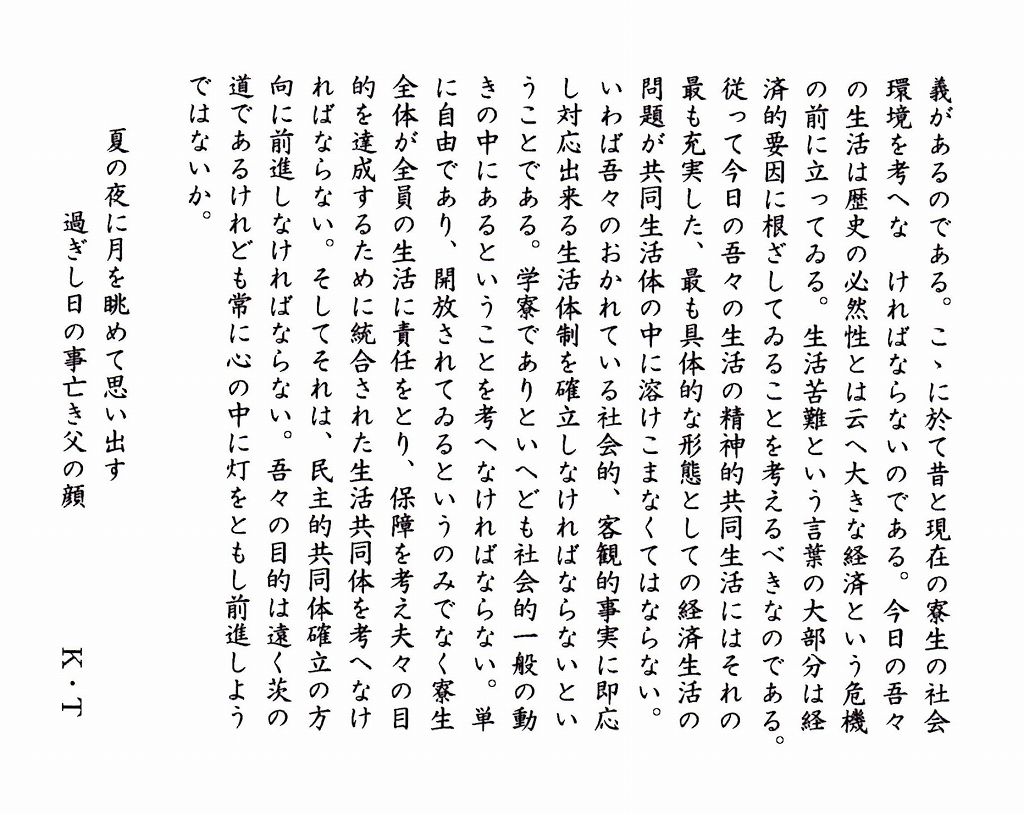 義があるのである。こゝに於て昔と現在の寮生の社会
環境を考へな　ければならないのである。今日の吾々
の生活は歴史の必然性とは云へ大きな経済という危機
の前に立ってゐる。生活苦難という言葉の大部分は経
済的要因に根ざしてゐることを考えるべきなのである。
従って今日の吾々の生活の精神的共同生活にはそれの
最も充実した、最も具体的な形態としての経済生活の
問題が共同生活体の中に溶けこまなくてはならない。
いわば吾々のおかれている社会的、客観的事実に即応
し対応出来る生活体制を確立しなければならないとい
うことである。学寮でありといへども社会的一般の動
きの中にあるということを考へなければならない。単
に自由であり、開放されてゐるというのみでなく寮生
全体が全員の生活に責任をとり、保障を考え夫々の目
的を達成するために統合された生活共同体を考へなけ
ればならない。そしてそれは、民主的共同体確立の方
向に前進しなければならない。吾々の目的は遠く茨の
道であるけれども常に心の中に灯をともし前進しよう
ではないか。
夏の夜に月を眺めて思い出す
過ぎし日の事亡き父の顔　K・T